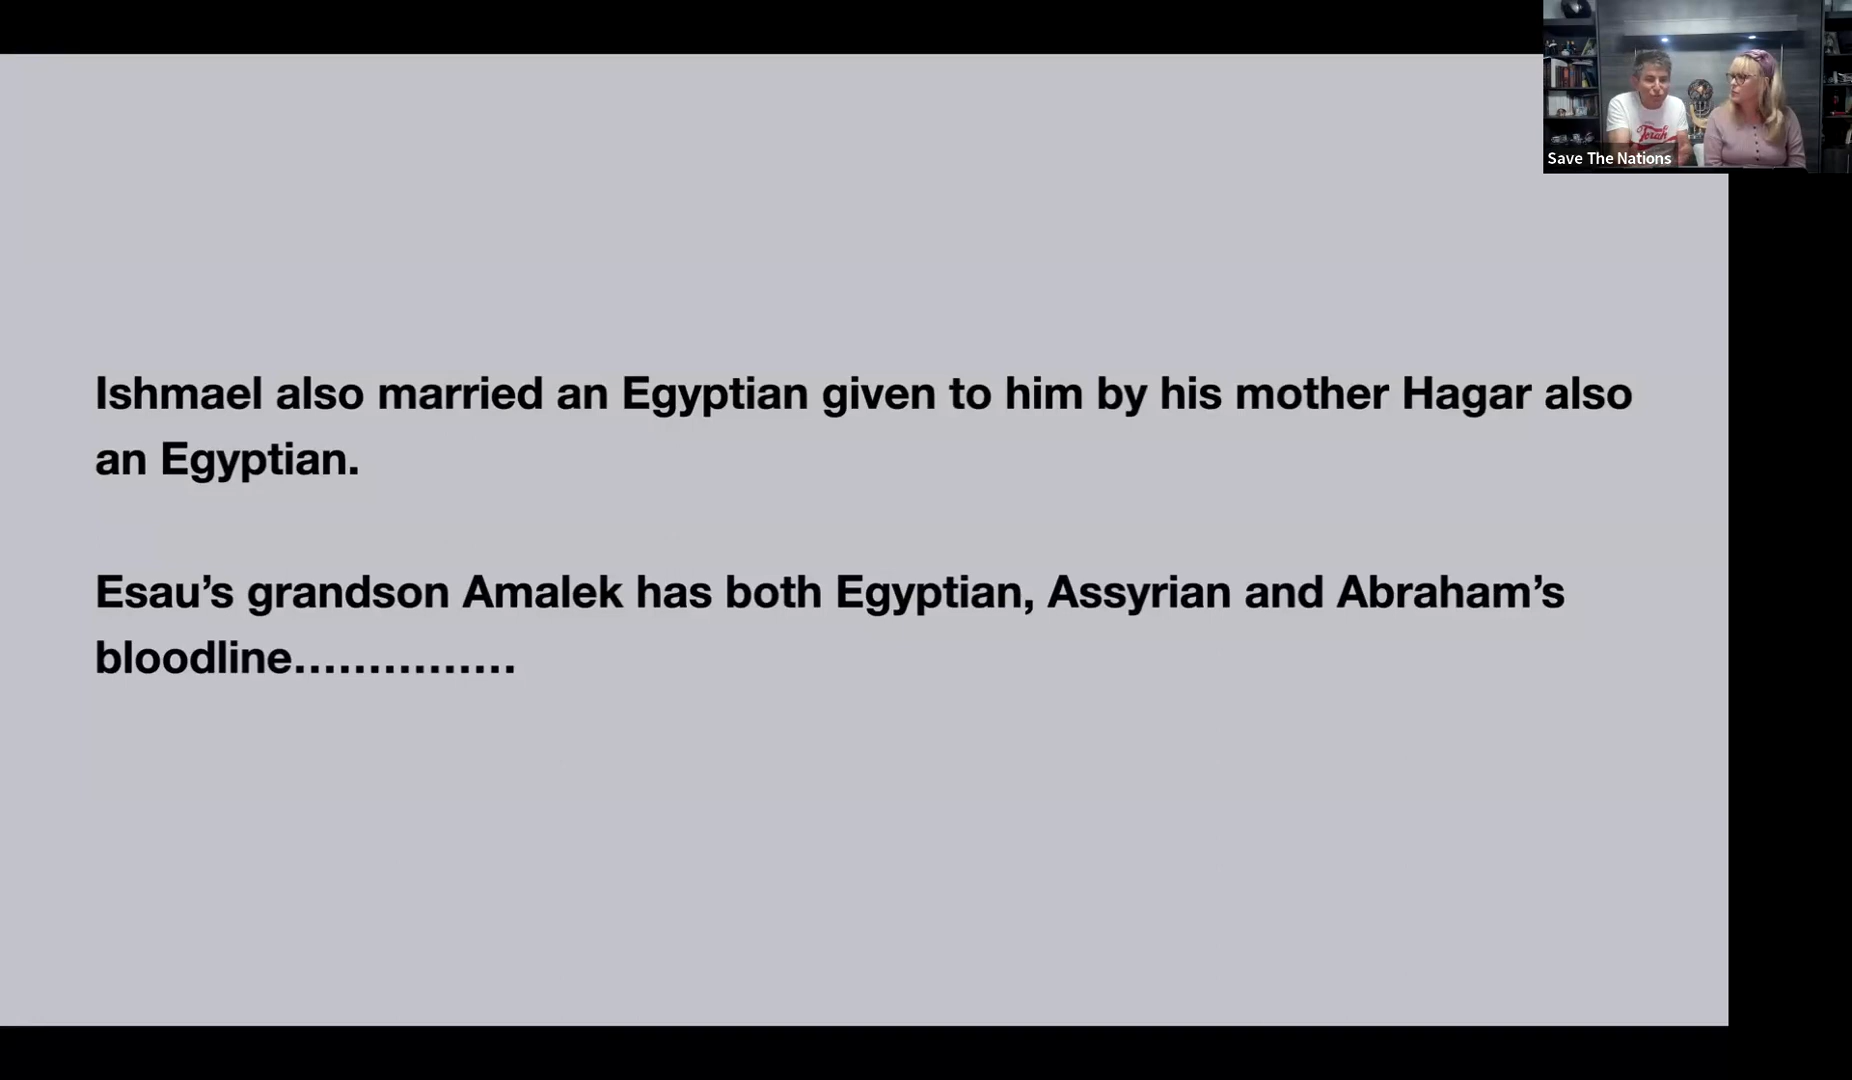 Save The Nations
Torah
Ishmael also married an Egyptian given to him by his mother Hagar also
an Egyptian.
Esau’s grandson Amalek has both Egyptian, Assyrian and Abraham’s
bloodline……………